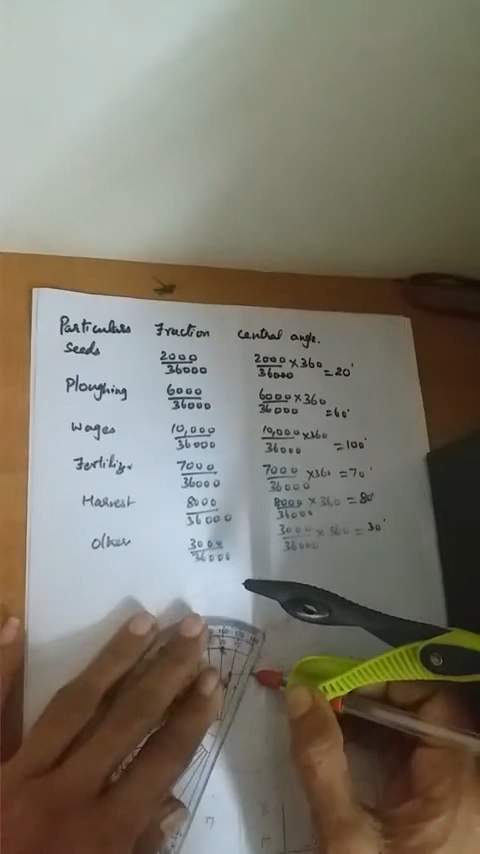 Particulars Fraction central angle.
Seeds 2000/36000 2000/36000 × 360 = 20°
Ploughing 6000/36000 6000/36000 × 360 = 60°
Wages 10,000/36000 10,000/36000 × 360 = 100°
Fertilizer 7000/36000 7000/36000 × 360 = 70°
Harvest 8000/36000 8000/36000 × 360 = 80°
Other 3000/36000 3000/36000 × 360 = 30°